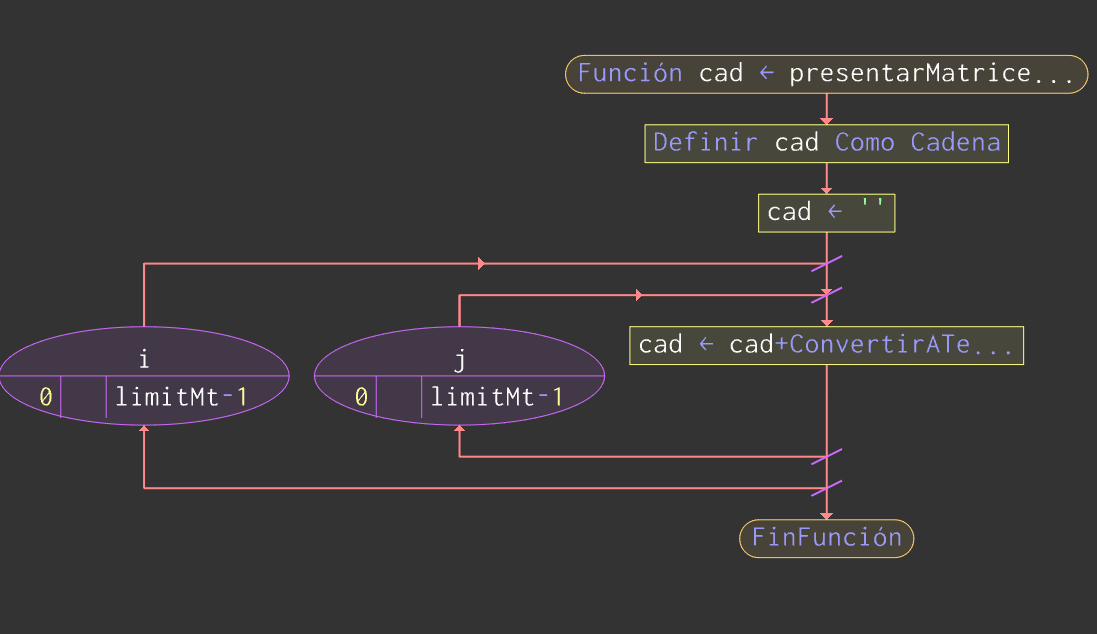 Función cad ← presentarMatrice...
Definir cad Como Cadena
cad ← ''
i
0 limitMt-1
j
0 limitMt-1
cad ← cad+ConvertirATe...
FinFunción